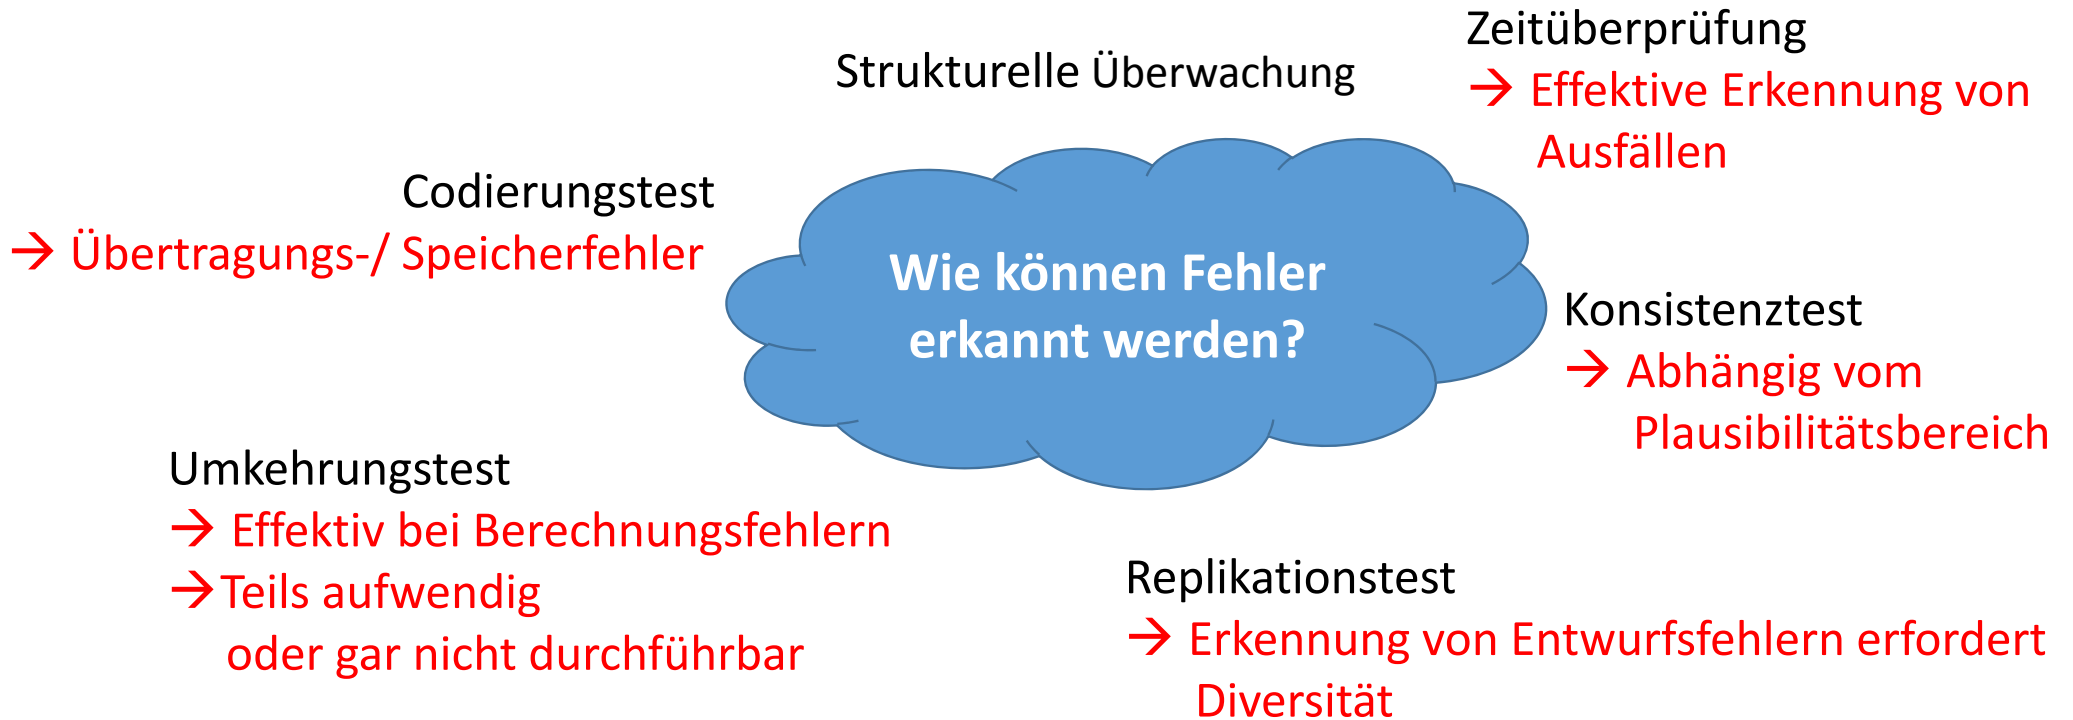 Zeitüberprüfung
→ Effektive Erkennung von
Ausfällen
Strukturelle Überwachung
Codierungstest
→ Übertragungs-/ Speicherfehler
Wie können Fehler
erkannt werden?
Konsistenztest
→ Abhängig vom
Plausibilitätsbereich
Umkehrungstest
→ Effektiv bei Berechnungsfehlern
→ Teils aufwendig
oder gar nicht durchführbar
Replikationstest
→ Erkennung von Entwurfsfehlern erfordert
Diversität